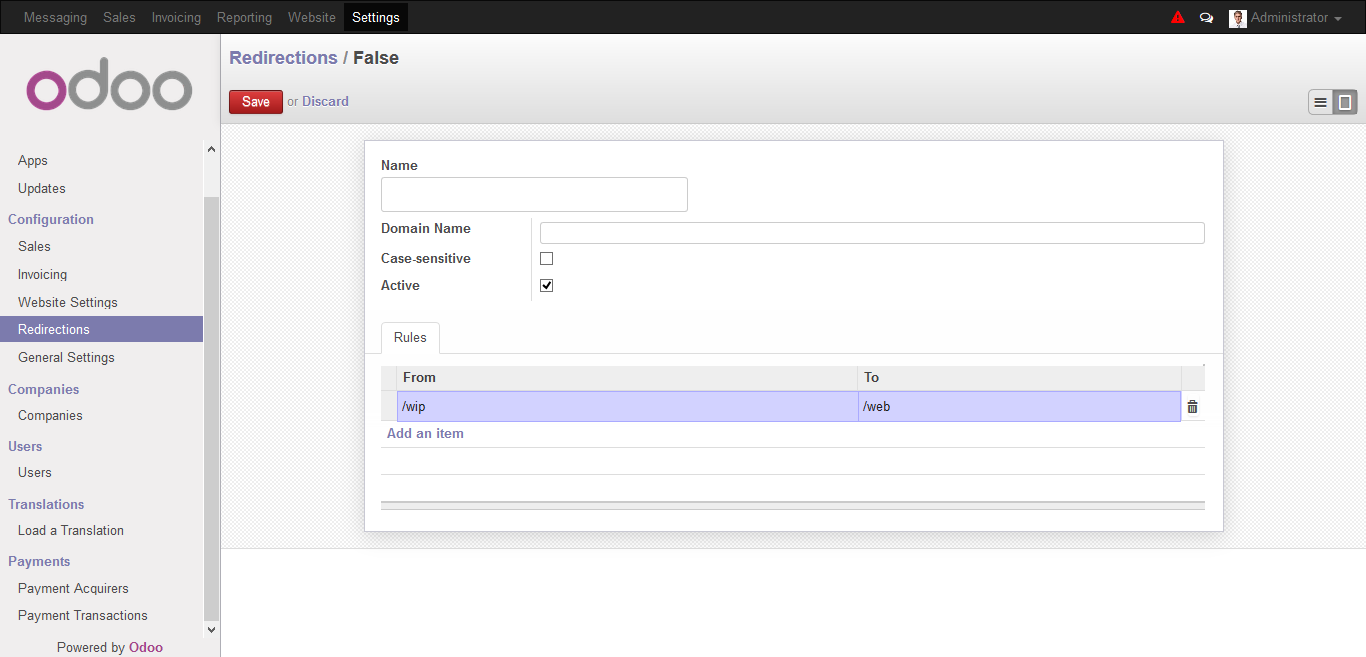 Messaging Sales Invoicing Reporting Website Settings Administrator
odoo
Apps
Updates
Configuration
Sales
Invoicing
Website Settings
Redirections
General Settings
Companies
Companies
Users
Users
Translations
Load a Translation
Payments
Payment Acquirers
Payment Transactions
Powered by Odoo
Redirections / False
Save or Discard
Name
Domain Name
Case-sensitive
Active
Rules
From To
/wip /web
Add an item